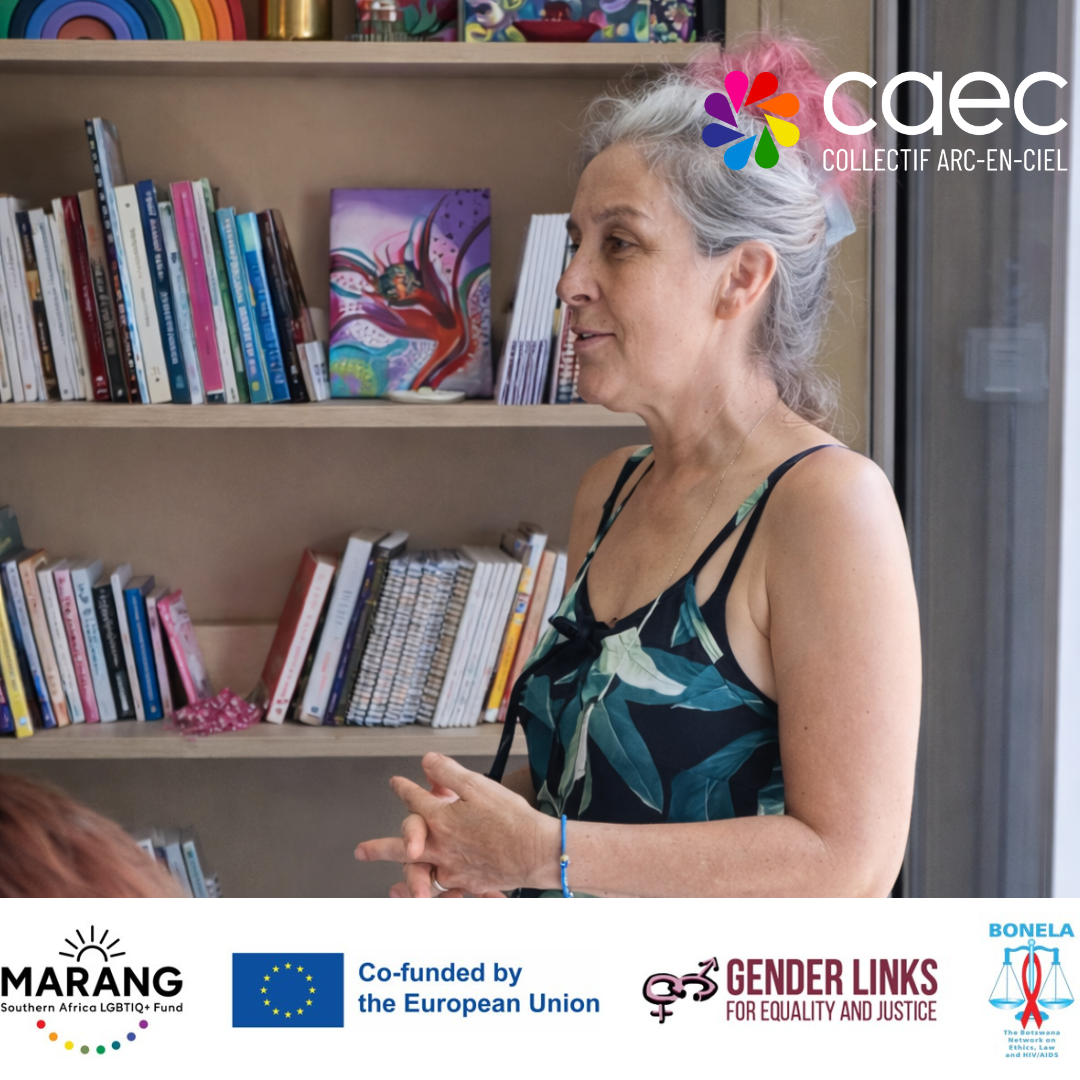 caec
COLLECTIF ARC-EN-CIEL
MARANG
Southern Africa LGBTIQ+ Fund
Co-funded by
the European Union
GENDER LINKS
FOR EQUALITY AND JUSTICE
BONELA
The Botswana
Network on
Ethics, Law
and HIV/AIDS